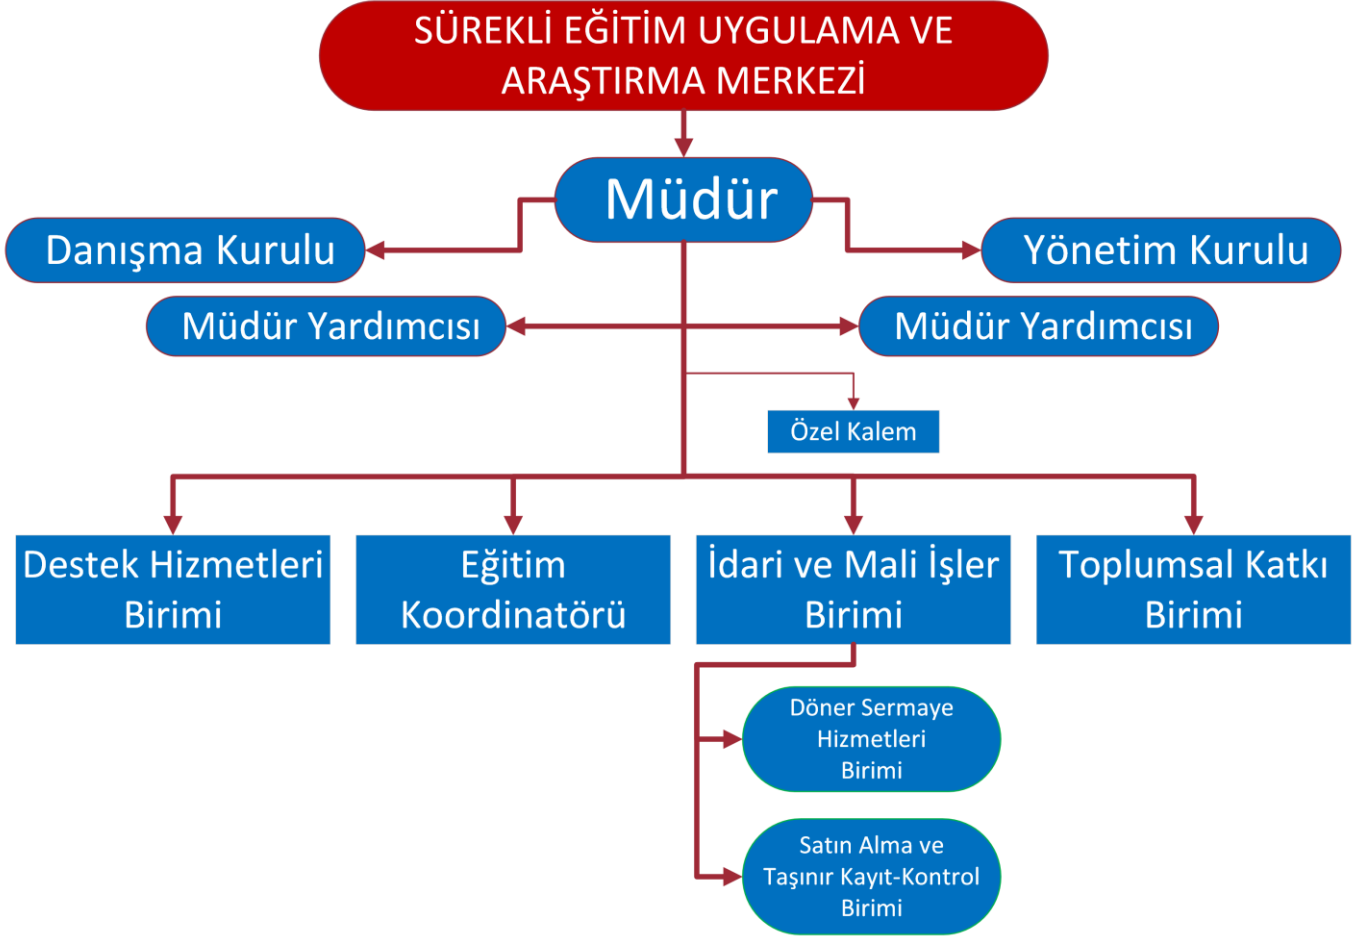 SÜREKLİ EĞİTİM UYGULAMA VE
ARAŞTIRMA MERKEZİ
Müdür
Danışma Kurulu
Yönetim Kurulu
Müdür Yardımcısı
Müdür Yardımcısı
Özel Kalem
Destek Hizmetleri
Birimi
Eğitim
Koordinatörü
İdari ve Mali İşler
Birimi
Toplumsal Katkı
Birimi
Döner Sermaye
Hizmetleri
Birimi
Satın Alma ve
Taşınır Kayıt-Kontrol
Birimi